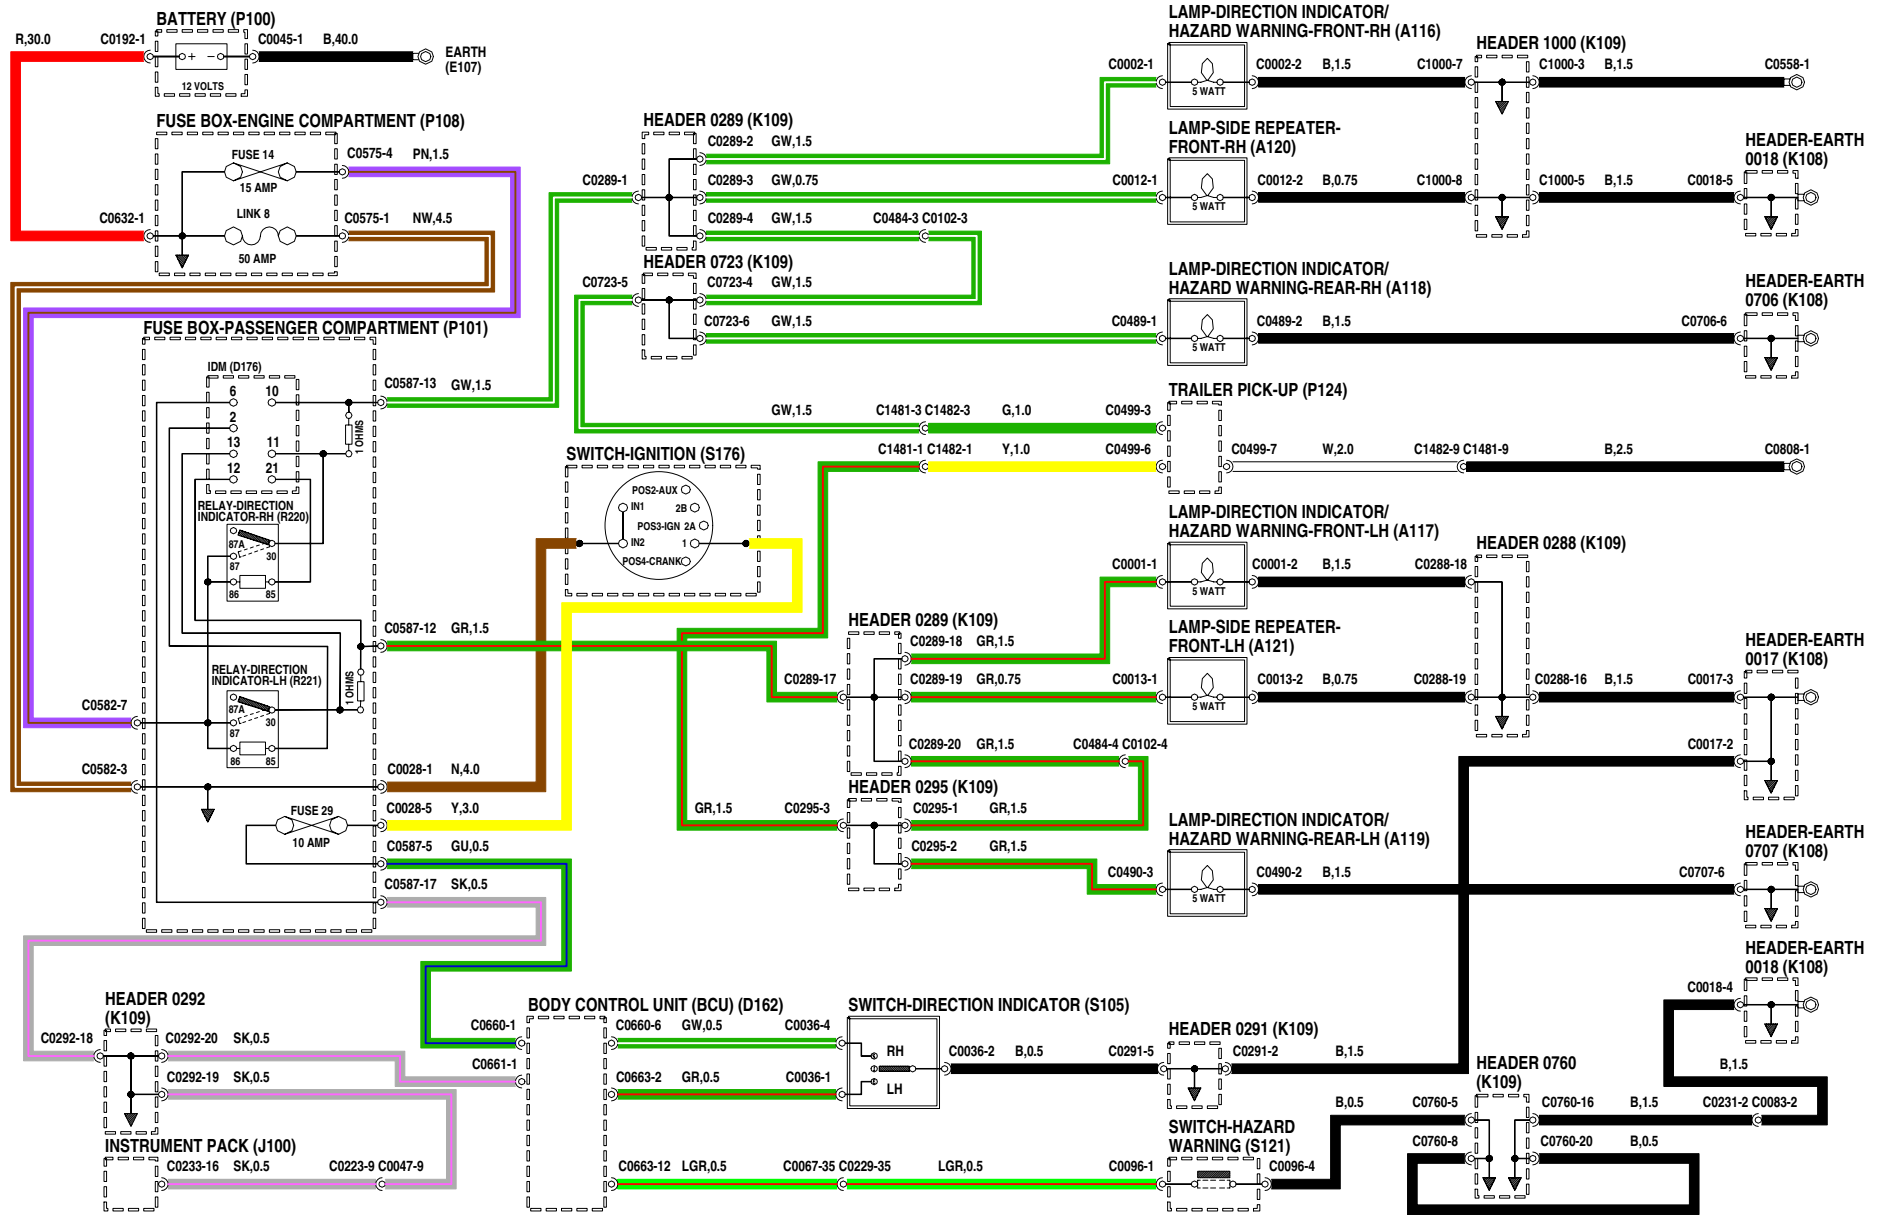 BATTERY (P100)
R,30.0
C0192-1
C0045-1
B,40.0
EARTH
(E107)
12 VOLTS
FUSE BOX-ENGINE COMPARTMENT (P108)
FUSE 14
15 AMP
C0575-4
PN,1.5
LINK 8
50 AMP
C0632-1
C0575-1
NW,4.5
FUSE BOX-PASSENGER COMPARTMENT (P101)
IDM (D176)
6
10
2
13
11
12
21
1 OHMS
C0587-13
GW,1.5
RELAY-DIRECTION
INDICATOR-RH (R220)
87A
30
87
86
85
C0587-12
GR,1.5
RELAY-DIRECTION
INDICATOR-LH (R221)
87A
30
87
86
85
1 OHMS
C0582-7
C0582-3
C0028-1
N,4.0
FUSE 29
10 AMP
C0028-5
Y,3.0
C0587-5
GU,0.5
C0587-17
SK,0.5
HEADER 0292
(K109)
C0292-18
C0292-20
SK,0.5
C0292-19
SK,0.5
INSTRUMENT PACK (J100)
C0233-16
SK,0.5
C0223-9 C0047-9
SWITCH-IGNITION (S176)
POS2-AUX
IN1
2B
POS3-IGN
2A
IN2
1
POS4-CRANK
HEADER 0289 (K109)
C0289-1
C0289-2
GW,1.5
C0289-3
GW,0.75
C0289-4
GW,1.5
C0484-3 C0102-3
HEADER 0723 (K109)
C0723-5
C0723-4
GW,1.5
C0723-6
GW,1.5
GW,1.5
C1481-3 C1482-3
G,1.0
C0499-3
C1481-1 C1482-1
Y,1.0
C0499-6
HEADER 0289 (K109)
C0289-17
C0289-18
GR,1.5
C0289-19
GR,0.75
C0289-20
GR,1.5
C0484-4 C0102-4
HEADER 0295 (K109)
GR,1.5
C0295-3
C0295-1
GR,1.5
C0295-2
GR,1.5
BODY CONTROL UNIT (BCU) (D162)
C0660-1
C0661-1
C0660-6
GW,0.5
C0036-4
C0663-2
GR,0.5
C0036-1
C0663-12
LGR,0.5
C0067-35 C0229-35
LGR,0.5
C0096-1
SWITCH-DIRECTION INDICATOR (S105)
RH
LH
C0036-2
B,0.5
C0291-5
HEADER 0291 (K109)
C0291-2
B,1.5
SWITCH-HAZARD
WARNING (S121)
C0096-4
B,0.5
LAMP-DIRECTION INDICATOR/
HAZARD WARNING-FRONT-RH (A116)
C0002-1
5 WATT
C0002-2
B,1.5
C1000-7
HEADER 1000 (K109)
C1000-3
B,1.5
C0558-1
LAMP-SIDE REPEATER-
FRONT-RH (A120)
C0012-1
5 WATT
C0012-2
B,0.75
C1000-8
C1000-5
B,1.5
C0018-5
HEADER-EARTH
0018 (K108)
LAMP-DIRECTION INDICATOR/
HAZARD WARNING-REAR-RH (A118)
C0489-1
5 WATT
C0489-2
B,1.5
C0706-6
HEADER-EARTH
0706 (K108)
TRAILER PICK-UP (P124)
C0499-7
W,2.0
C1482-9 C1481-9
B,2.5
C0808-1
LAMP-DIRECTION INDICATOR/
HAZARD WARNING-FRONT-LH (A117)
C0001-1
5 WATT
C0001-2
B,1.5
C0288-18
HEADER 0288 (K109)
LAMP-SIDE REPEATER-
FRONT-LH (A121)
C0013-1
5 WATT
C0013-2
B,0.75
C0288-19
C0288-16
B,1.5
C0017-3
HEADER-EARTH
0017 (K108)
C0017-2
LAMP-DIRECTION INDICATOR/
HAZARD WARNING-REAR-LH (A119)
C0490-3
5 WATT
C0490-2
B,1.5
C0707-6
HEADER-EARTH
0707 (K108)
HEADER-EARTH
0018 (K108)
C0018-4
B,1.5
HEADER 0760
(K109)
C0760-5
C0760-16
B,1.5
C0231-2 C0083-2
C0760-8
C0760-20
B,0.5